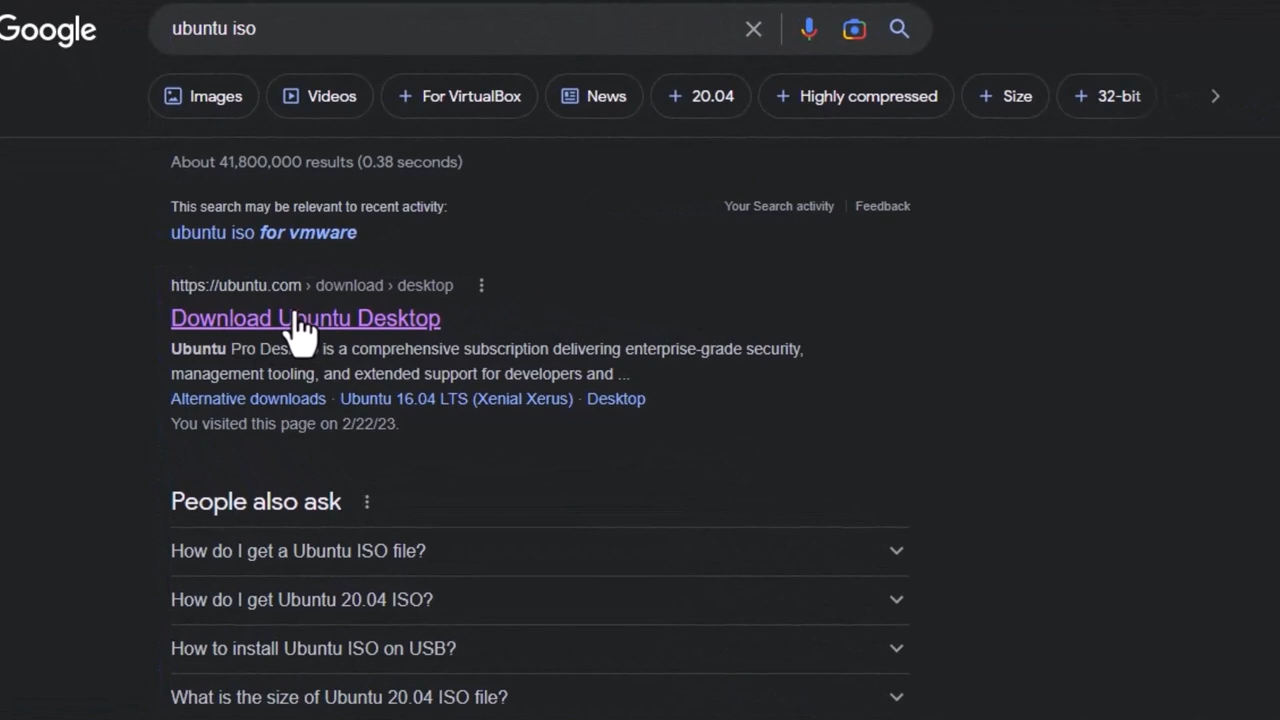 Google
ubuntu iso
Images Videos + For VirtualBox News + 20.04 + Highly compressed + Size + 32-bit
About 41,800,000 results (0.38 seconds)
This search may be relevant to recent activity: Your Search activity Feedback
ubuntu iso for vmware
https://ubuntu.com › download › desktop
Download Ubuntu Desktop
Ubuntu Pro is a comprehensive subscription delivering enterprise-grade security,
management tooling, and extended support for developers and ...
Alternative downloads · Ubuntu 16.04 LTS (Xenial Xerus) · Desktop
You visited this page on 2/22/23.
People also ask
How do I get a Ubuntu ISO file?
How do I get Ubuntu 20.04 ISO?
How to install Ubuntu ISO on USB?
What is the size of Ubuntu 20.04 ISO file?